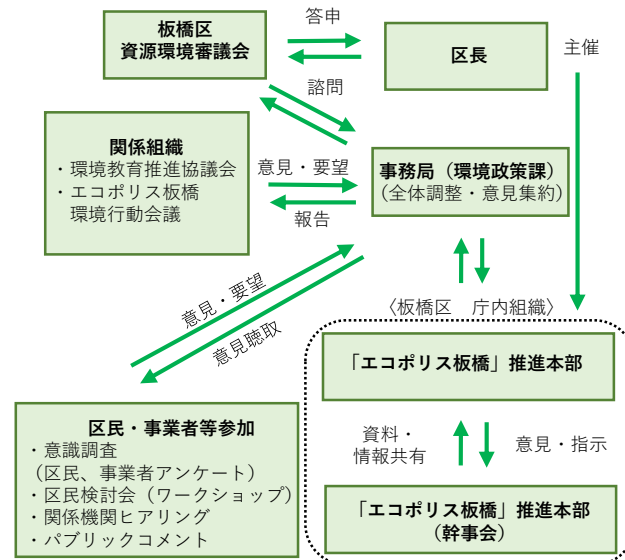 板橋区
資源環境審議会
答申
区長
主催
諮問
関係組織
・環境教育推進協議会
・エコポリス板橋
環境行動会議
意見・要望
報告
事務局（環境政策課）
（全体調整・意見集約）
意見・要望
意見聴取
〈板橋区　庁内組織〉
「エコポリス板橋」推進本部
区民・事業者等参加
・意識調査
（区民、事業者アンケート）
・区民検討会（ワークショップ）
・関係機関ヒアリング
・パブリックコメント
資料・
情報共有
意見・指示
「エコポリス板橋」推進本部
（幹事会）